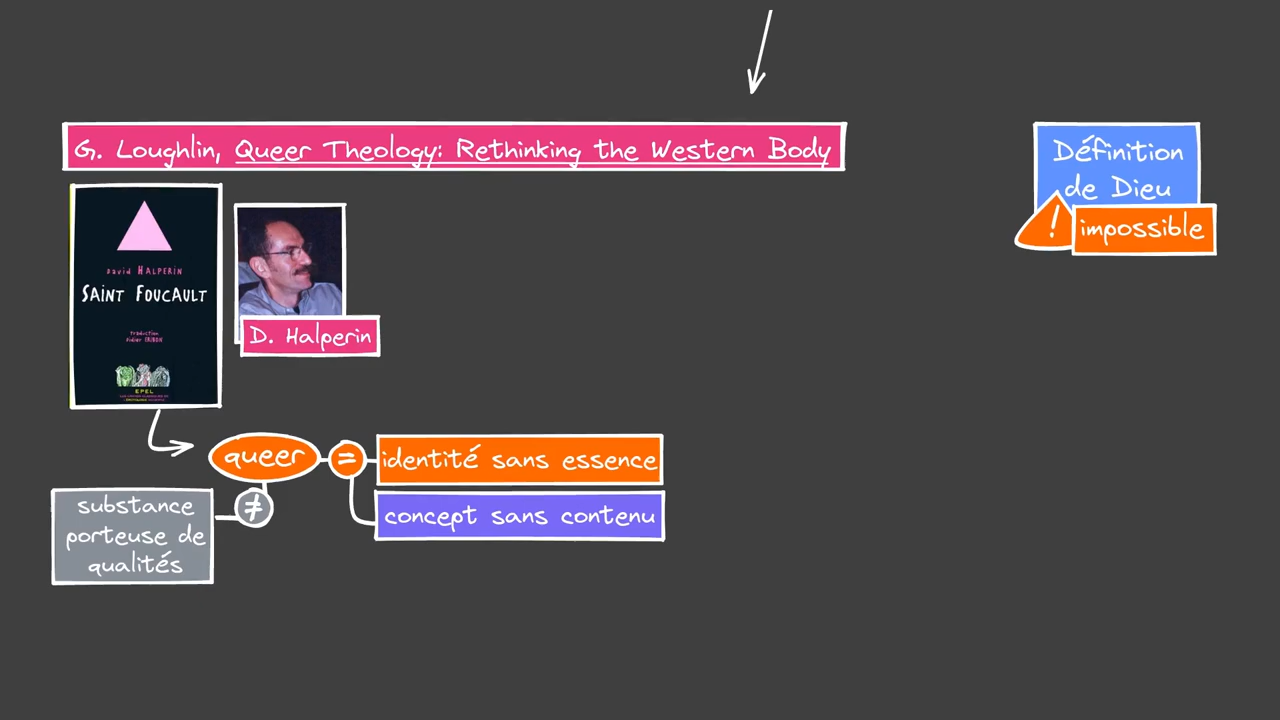 G. Loughlin, Queer Theology: Rethinking the Western Body
Définition
de Dieu
!
impossible
David HALPERIN
SAINT FOUCAULT
traduction
Didier ERIBON
EPEL
D. Halperin
queer
=
identité sans essence
≠
concept sans contenu
substance
porteuse de
qualités